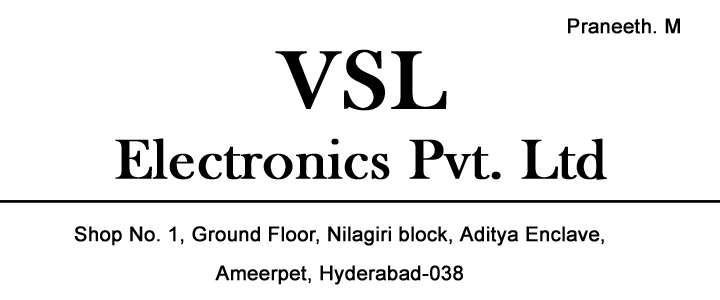 Praneeth. M
VSL
Electronics Pvt. Ltd
Shop No. 1, Ground Floor, Nilagiri block, Aditya Enclave,
Ameerpet, Hyderabad-038